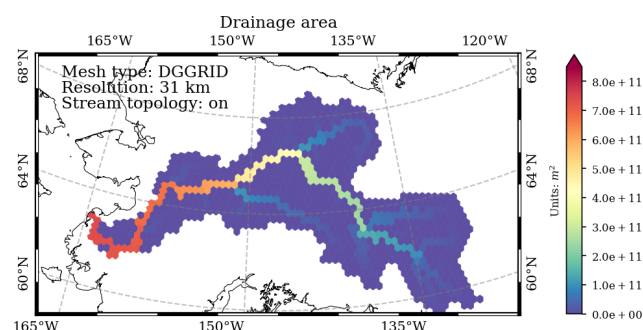 Drainage area
165°W 150°W 135°W 120°W
Mesh type: DGGRID
Resolution: 31 km
Stream topology: on
68°N 68°N
64°N 64°N
60°N 60°N
165°W 150°W 135°W
8.0e+11
7.0e+11
6.0e+11
5.0e+11
4.0e+11
3.0e+11
2.0e+11
1.0e+11
0.0e+00
Units: m²